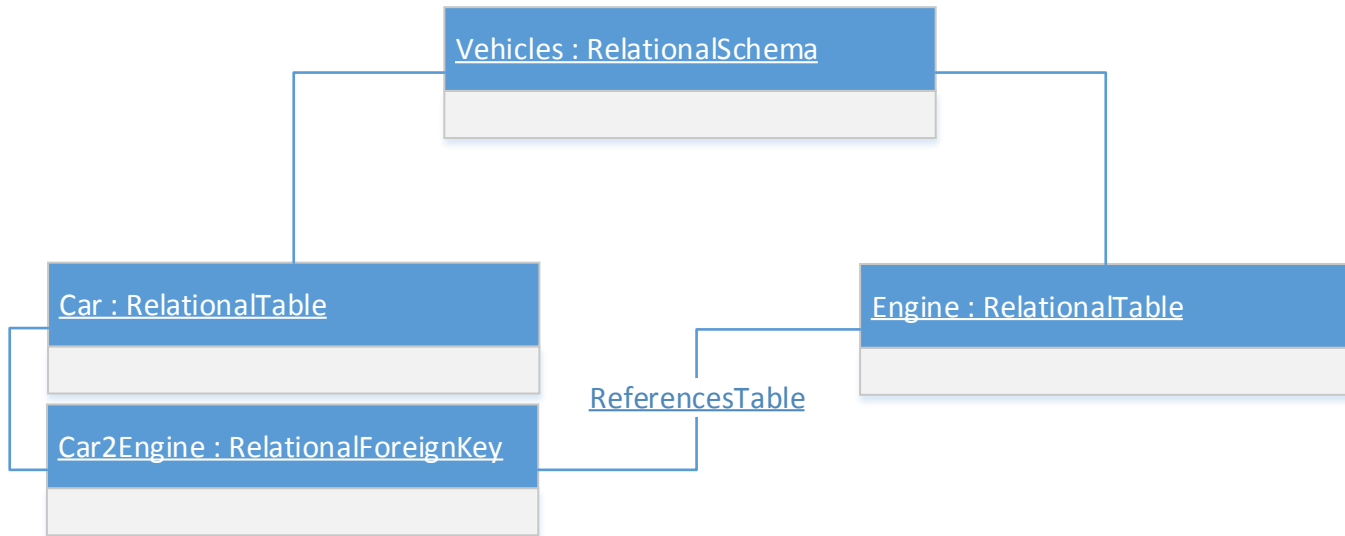 Vehicles : RelationalSchema
Car : RelationalTable
Engine : RelationalTable
ReferencesTable
Car2Engine : RelationalForeignKey